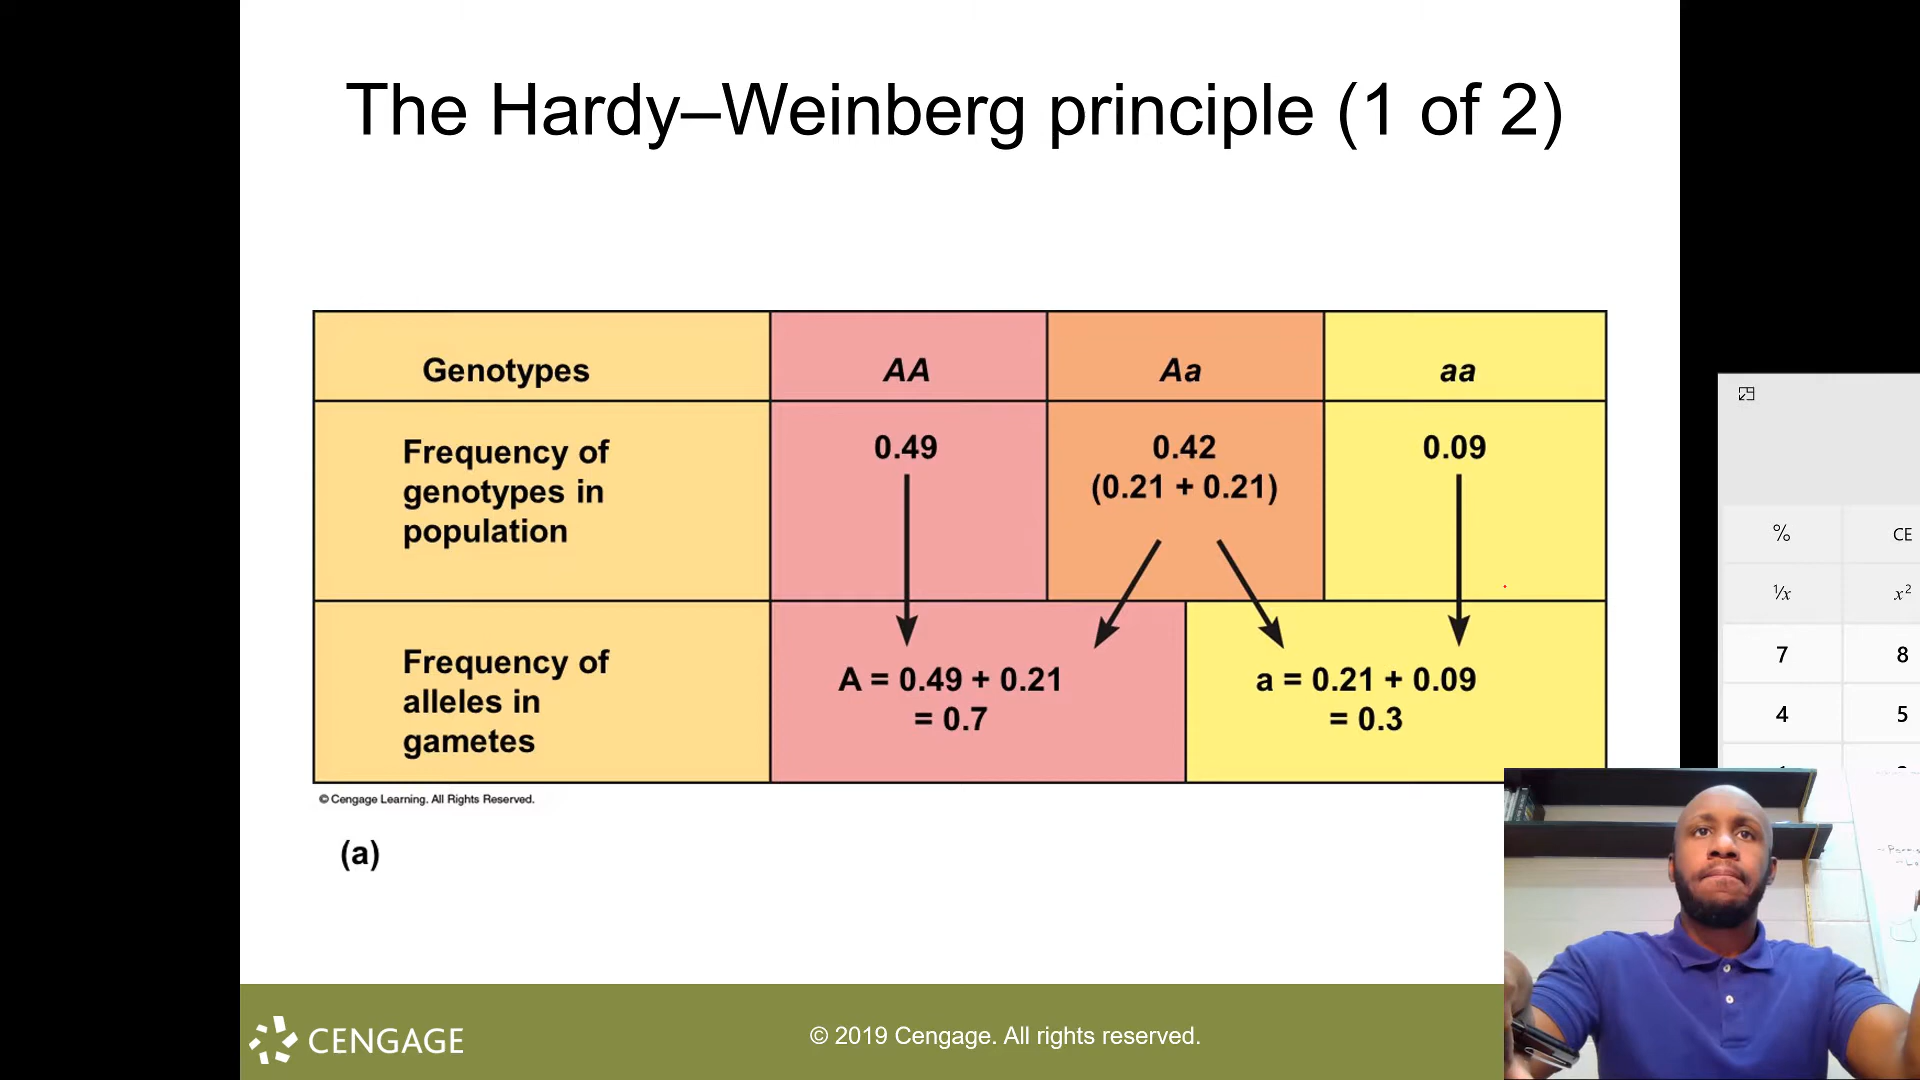 The Hardy–Weinberg principle (1 of 2)
Genotypes
AA
Aa
aa
Frequency of
genotypes in
population
0.49
0.42
(0.21 + 0.21)
0.09
Frequency of
alleles in
gametes
A = 0.49 + 0.21
= 0.7
a = 0.21 + 0.09
= 0.3
© Cengage Learning. All Rights Reserved.
(a)
CENGAGE
© 2019 Cengage. All rights reserved.
% CE
¹/x x²
7 8
4 5